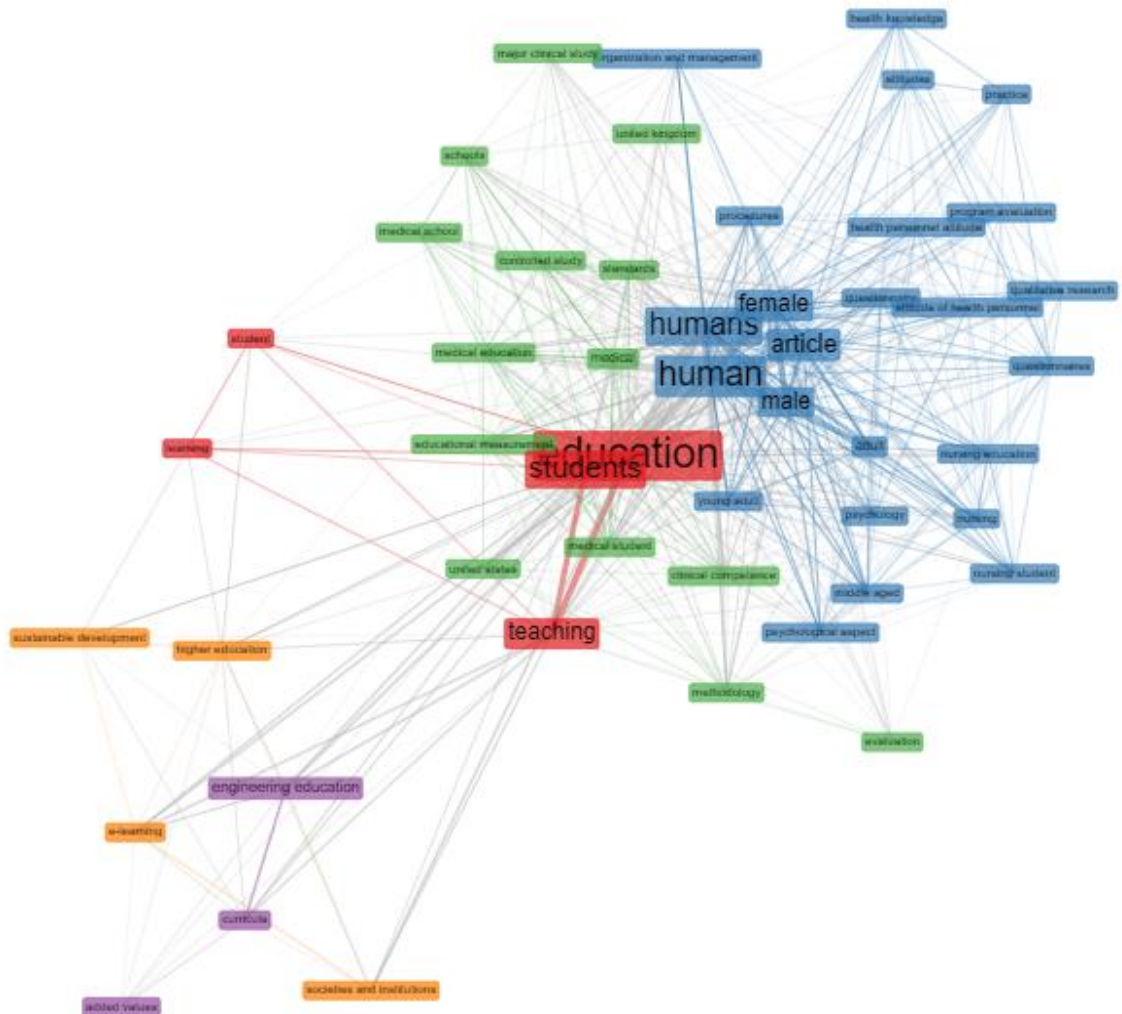 health knowledge
major clinical study
organization and management
attitudes
practice
united kingdom
schools
program evaluation
procedures
health personnel attitude
medical school
controlled study
standards
qualitative research
female
attitude of health personnel
humans
student
article
medical education
medical
questionnaires
human
male
educational measurement
adult
learning
education
nursing education
students
young adult
psychology
nursing
medical student
united states
clinical competence
nursing student
middle aged
teaching
psychological aspect
sustainable development
higher education
methodology
evaluation
engineering education
e-learning
curricula
societies and institutions
added values